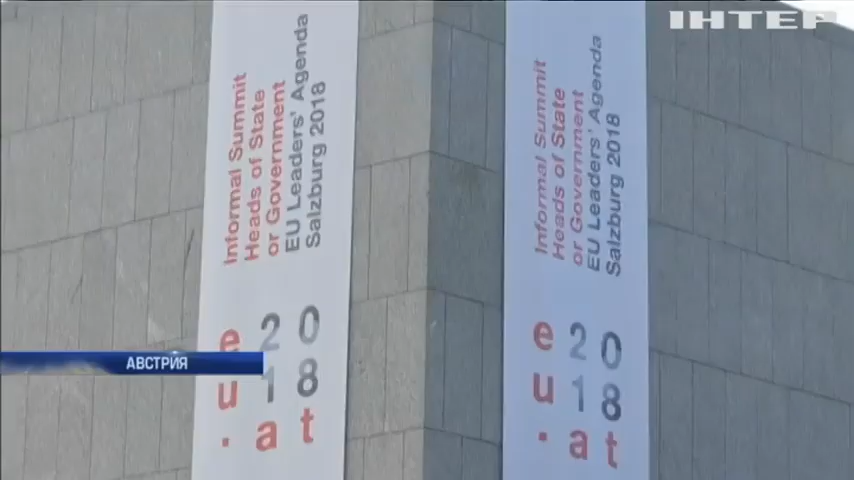 ІНТЕР
Informal Summit
Heads of State
or Government
EU Leaders' Agenda
Salzburg 2018
eu 2018 .at
Informal Summit
Heads of State
or Government
EU Leaders' Agenda
Salzburg 2018
eu 2018 .at
АВСТРИЯ